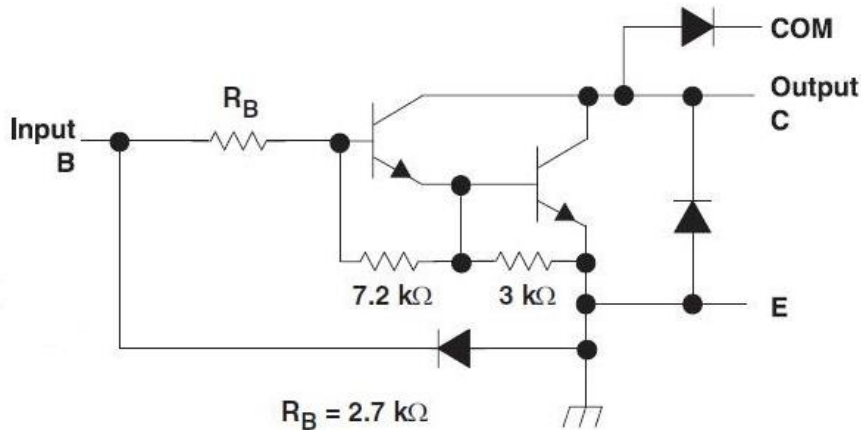 COM
Output
C
R_B
Input
B
7.2 kΩ
3 kΩ
E
R_B = 2.7 kΩ